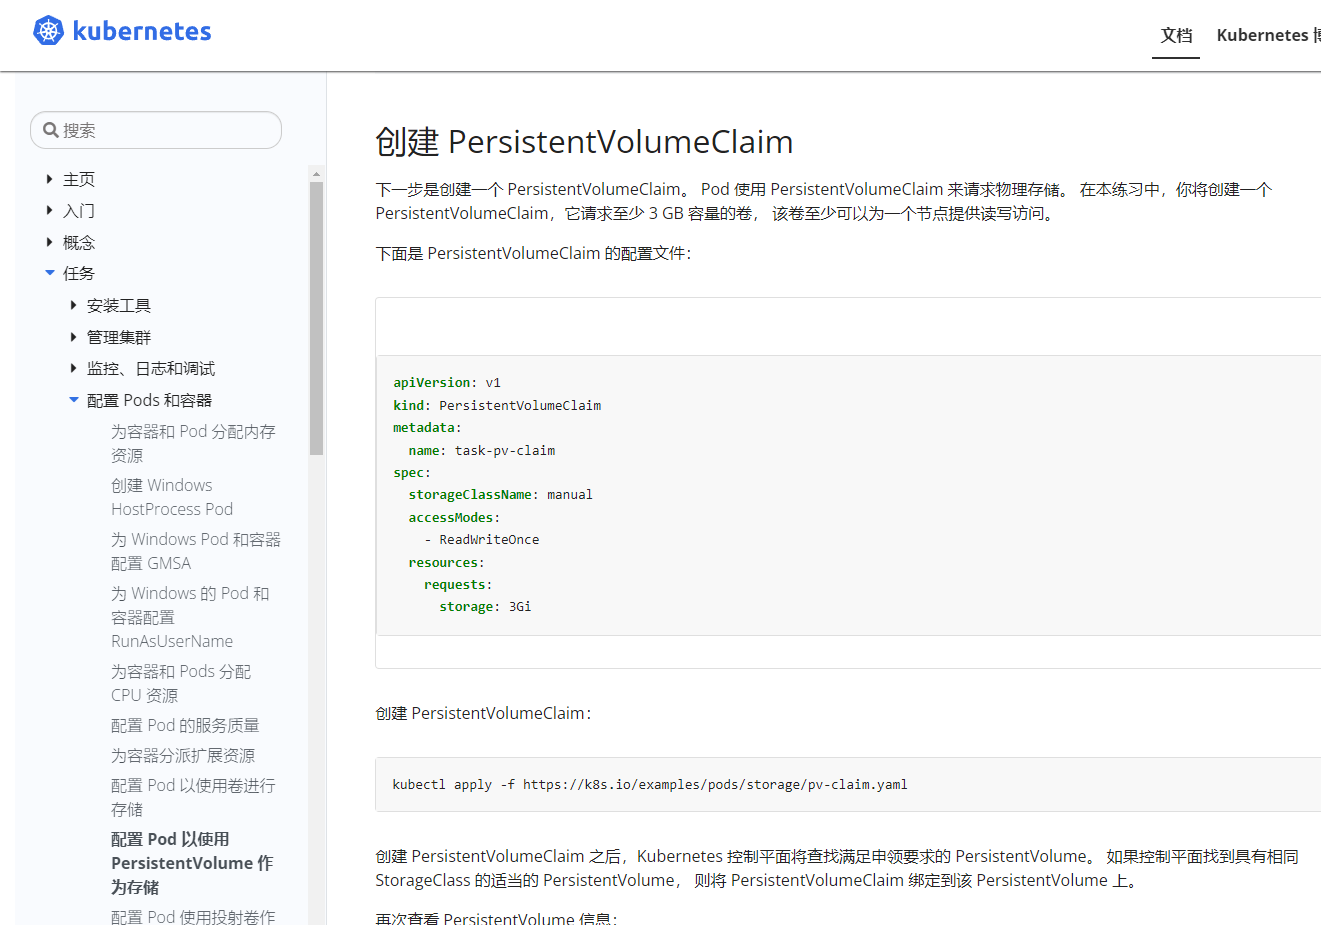 kubernetes
文档
Kubernetes 博
搜索
主页
入门
概念
任务
安装工具
管理集群
监控、日志和调试
配置 Pods 和容器
为容器和 Pod 分配内存
资源
创建 Windows
HostProcess Pod
为 Windows Pod 和容器
配置 GMSA
为 Windows 的 Pod 和
容器配置
RunAsUserName
为容器和 Pods 分配
CPU 资源
配置 Pod 的服务质量
为容器分派扩展资源
配置 Pod 以使用卷进行
存储
配置 Pod 以使用
PersistentVolume 作
为存储
配置 Pod 使用投射卷作
创建 PersistentVolumeClaim
下一步是创建一个 PersistentVolumeClaim。 Pod 使用 PersistentVolumeClaim 来请求物理存储。 在本练习中，你将创建一个
PersistentVolumeClaim，它请求至少 3 GB 容量的卷， 该卷至少可以为一个节点提供读写访问。
下面是 PersistentVolumeClaim 的配置文件：
apiVersion: v1
kind: PersistentVolumeClaim
metadata:
  name: task-pv-claim
spec:
  storageClassName: manual
  accessModes:
    - ReadWriteOnce
  resources:
    requests:
      storage: 3Gi
创建 PersistentVolumeClaim：
kubectl apply -f https://k8s.io/examples/pods/storage/pv-claim.yaml
创建 PersistentVolumeClaim 之后，Kubernetes 控制平面将查找满足申领要求的 PersistentVolume。 如果控制平面找到具有相同
StorageClass 的适当的 PersistentVolume， 则将 PersistentVolumeClaim 绑定到该 PersistentVolume 上。
再次查看 PersistentVolume 信息：